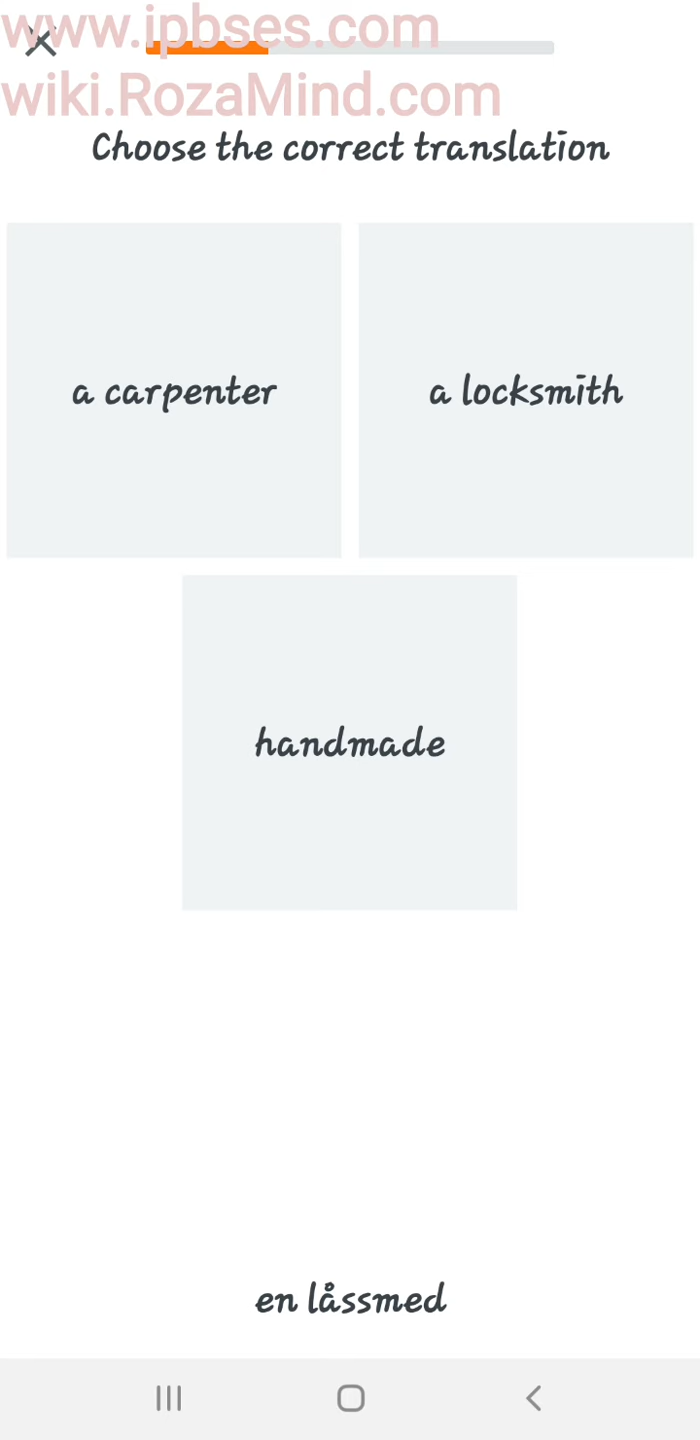 www.ipbses.com
wiki.RozaMind.com
Choose the correct translation
a carpenter
a locksmith
handmade
en låssmed